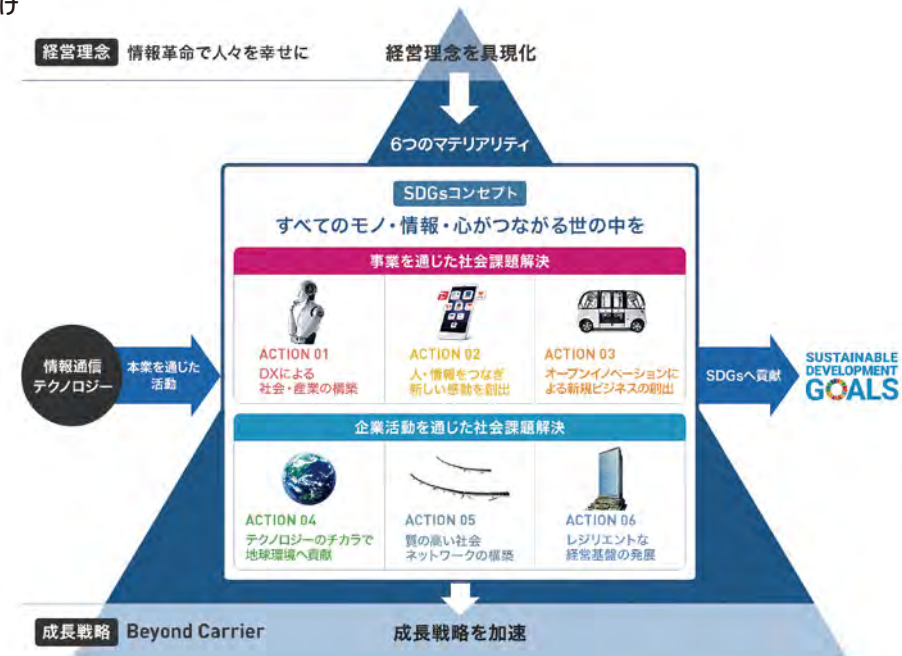 け
経営理念 情報革命で人々を幸せに
経営理念を具現化
6つのマテリアリティ
SDGsコンセプト
すべてのモノ・情報・心がつながる世の中を
事業を通じた社会課題解決
ACTION 01
DXによる
社会・産業の構築
ACTION 02
人・情報をつなぎ
新しい感動を創出
ACTION 03
オープンイノベーションに
よる新規ビジネスの創出
情報通信
テクノロジー
本業を通じた
活動
SDGsへ貢献
SUSTAINABLE
DEVELOPMENT
GOALS
企業活動を通じた社会課題解決
ACTION 04
テクノロジーのチカラで
地球環境へ貢献
ACTION 05
質の高い社会
ネットワークの構築
ACTION 06
レジリエントな
経営基盤の発展
成長戦略 Beyond Carrier
成長戦略を加速